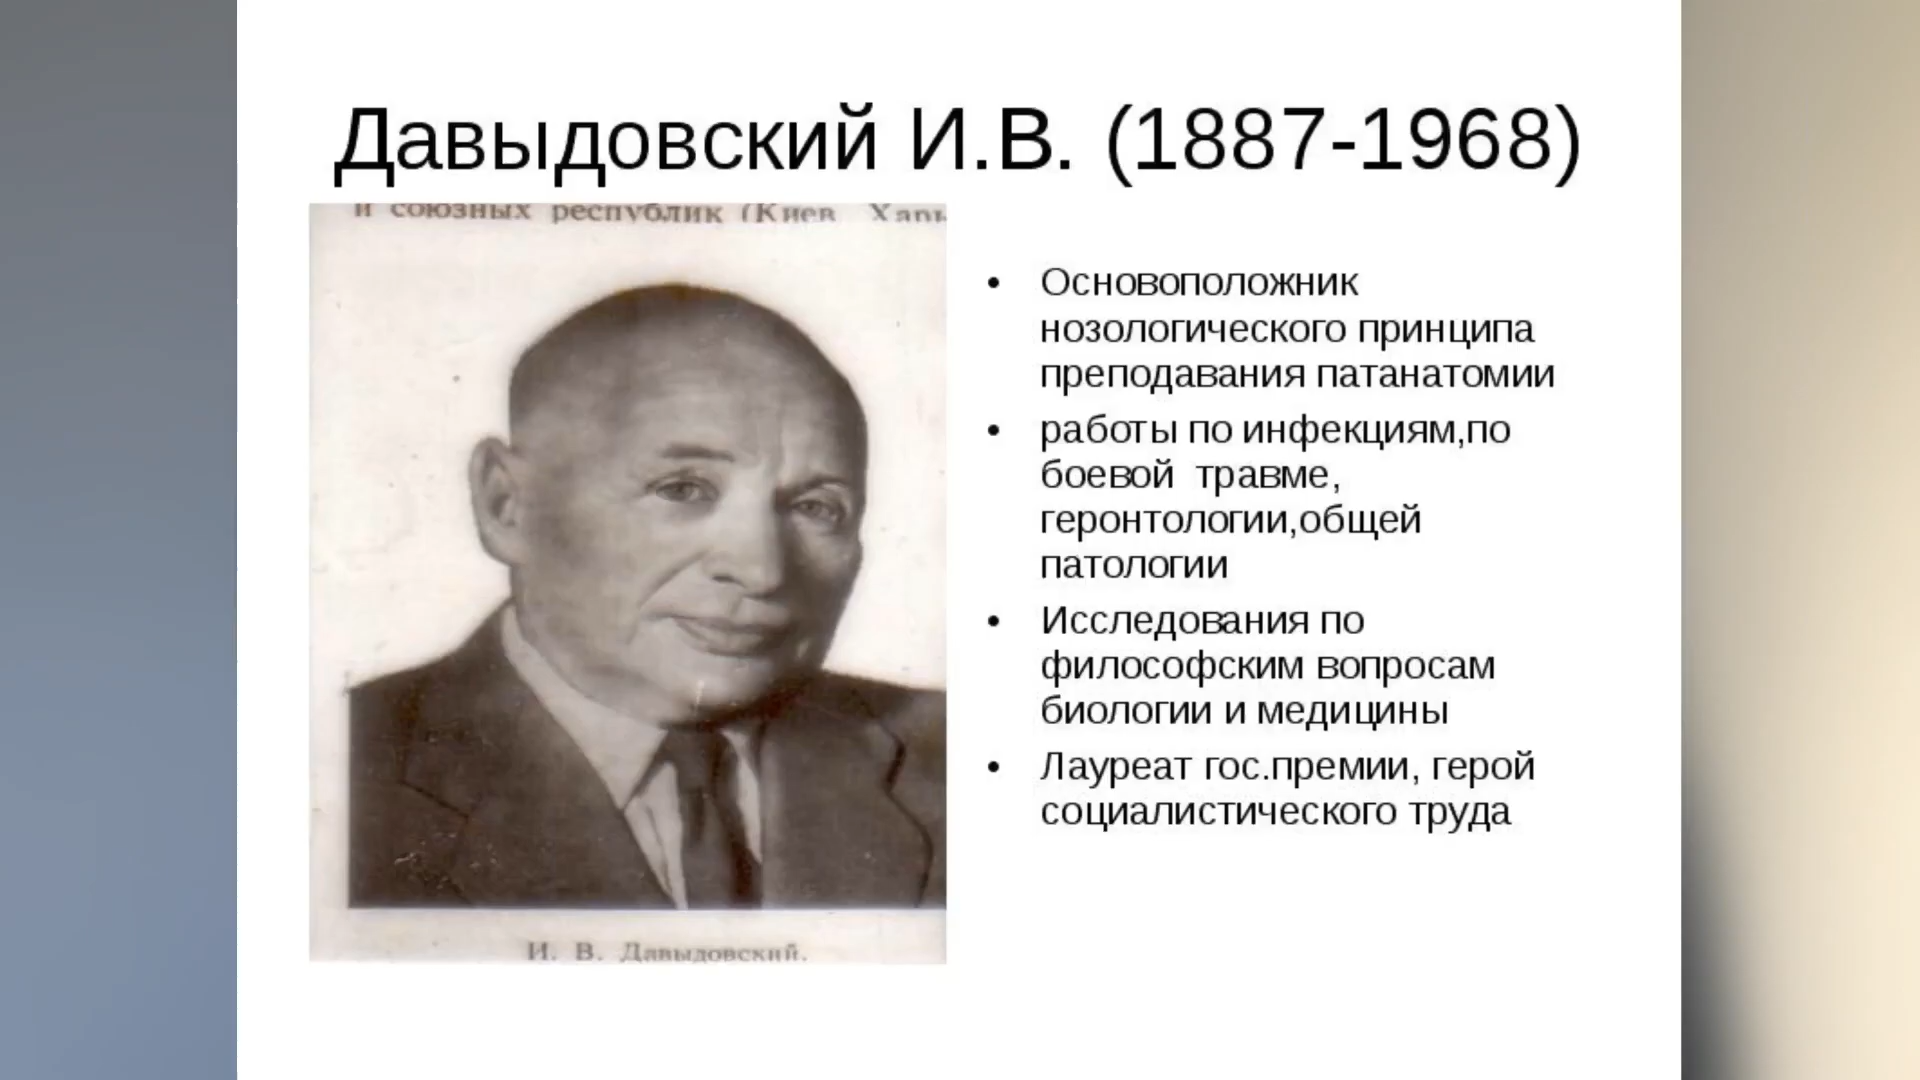 Давыдовский И.В. (1887-1968)
и союзных республик (Киев
• Основоположник
нозологического принципа
преподавания патанатомии
• работы по инфекциям,по
боевой  травме,
геронтологии,общей
патологии
• Исследования по
философским вопросам
биологии и медицины
• Лауреат гос.премии, герой
социалистического труда
И. В. Давыдовский.